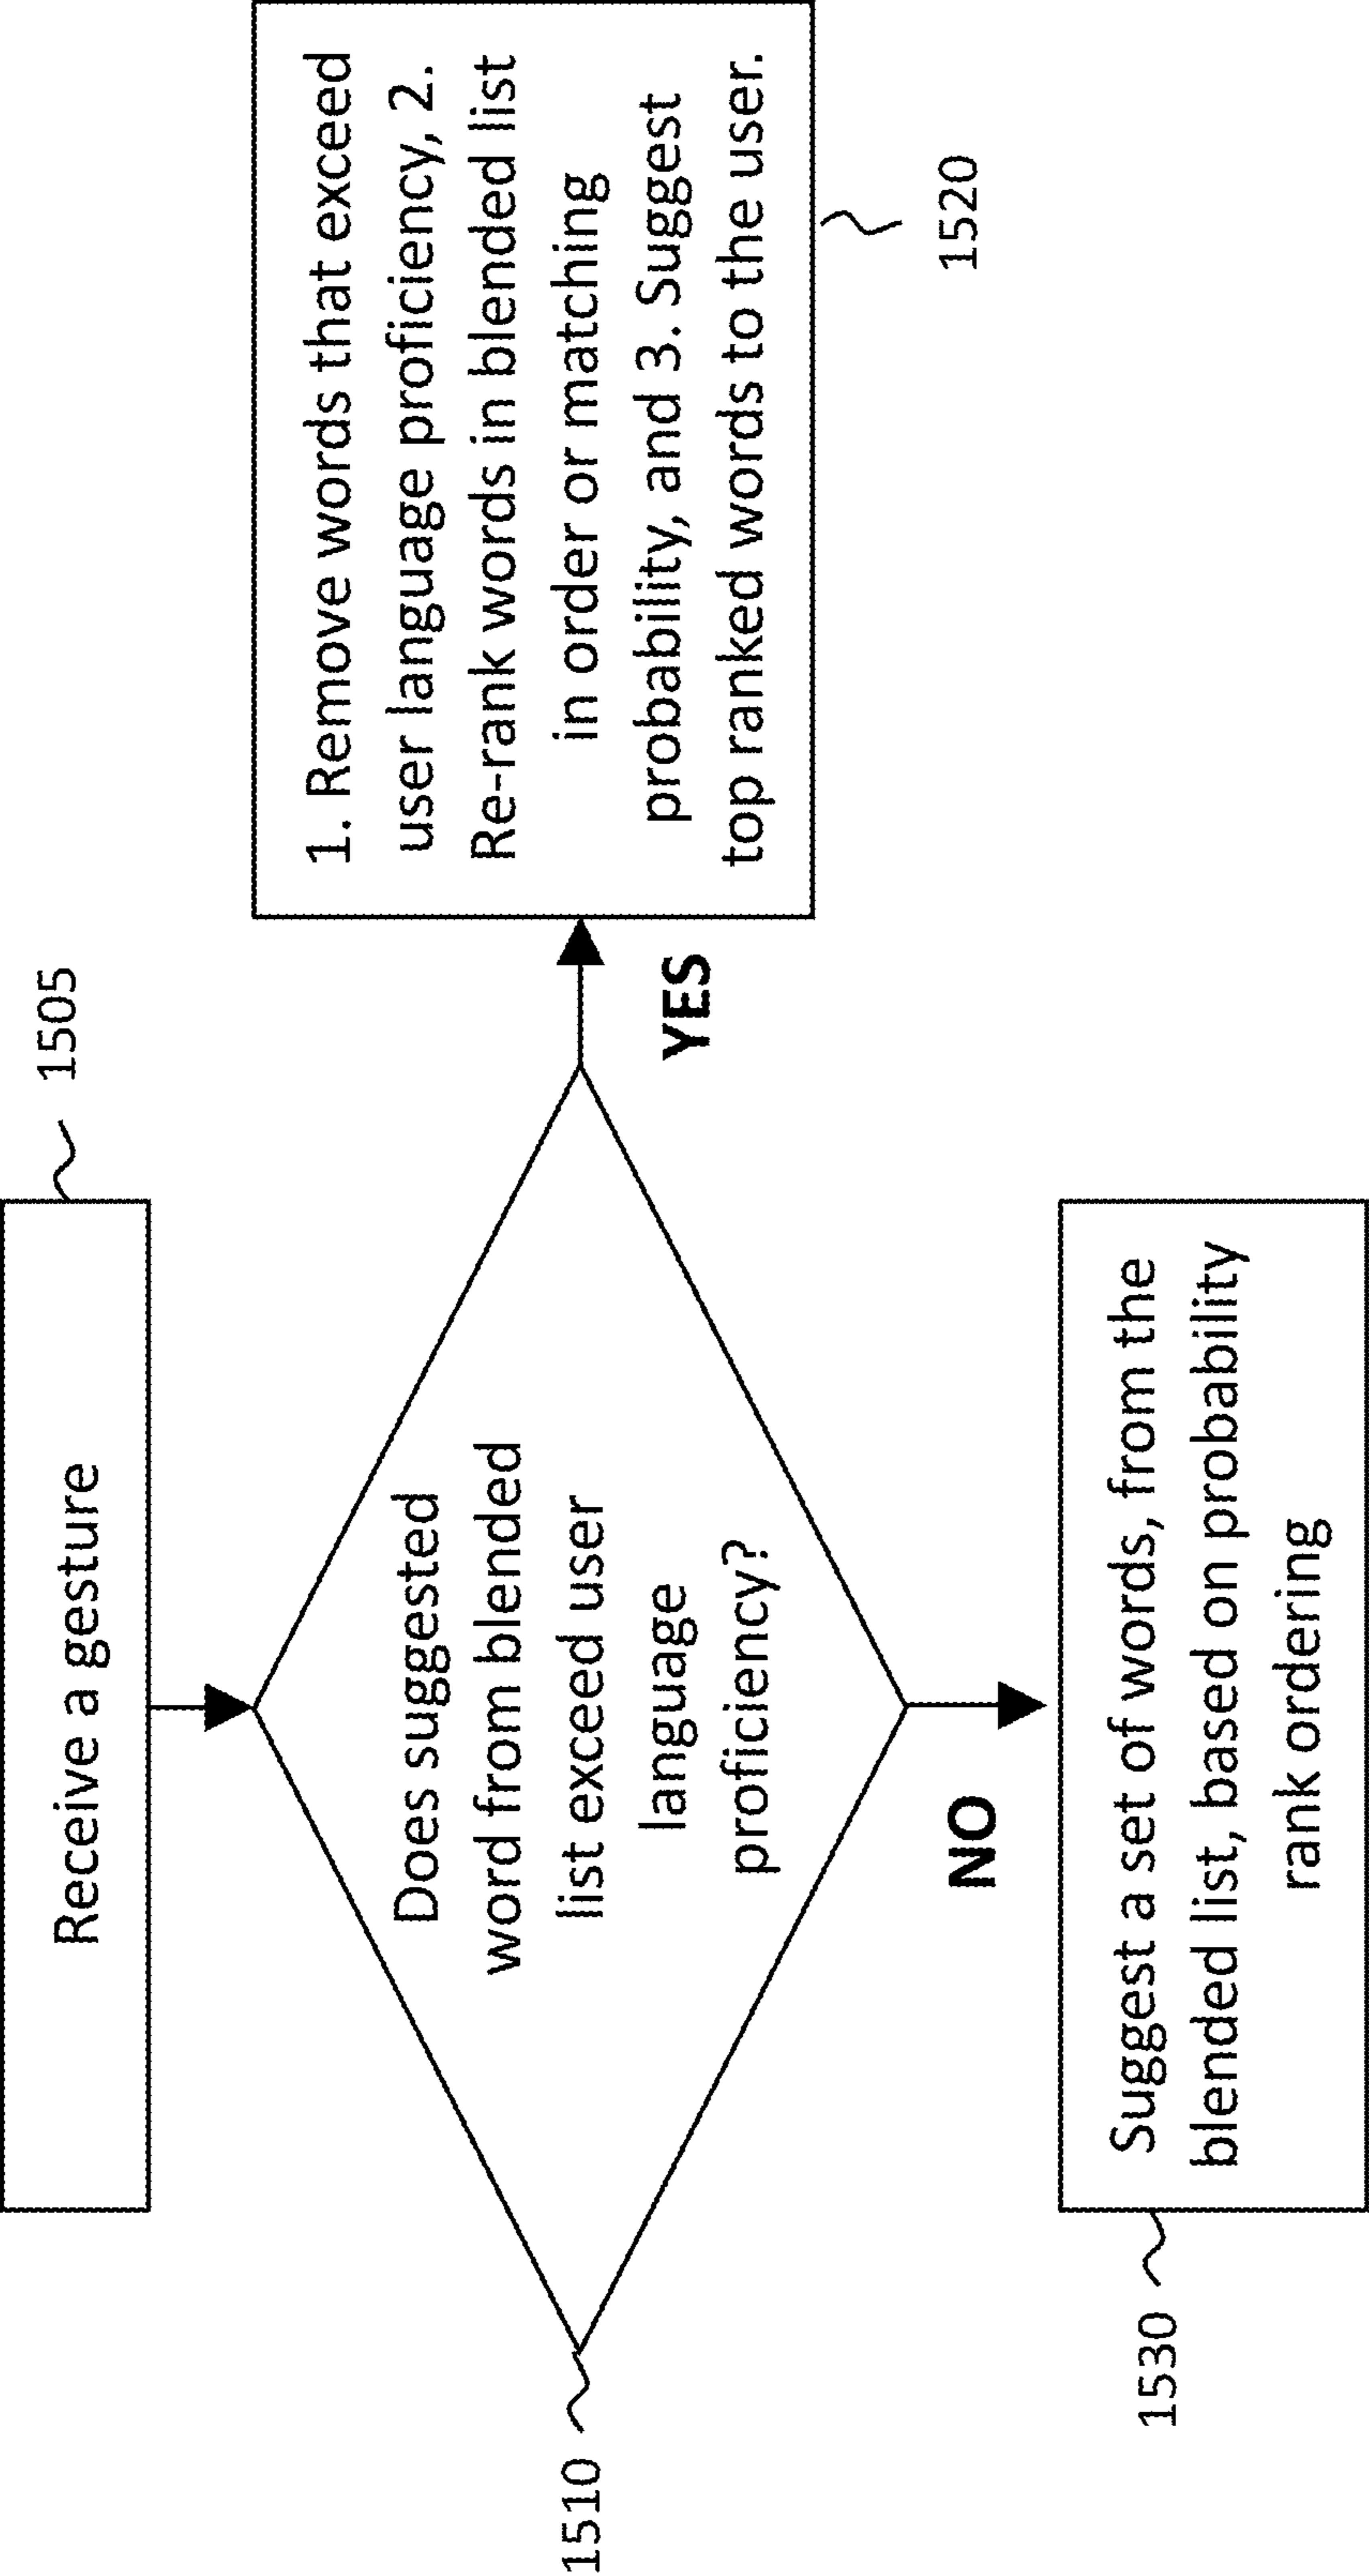 Receive a gesture
1505
Does suggested
word from blended
list exceed user
language
proficiency?
1510
YES
1. Remove words that exceed
user language proficiency, 2.
Re-rank words in blended list
in order or matching
probability, and 3. Suggest
top ranked words to the user.
1520
NO
Suggest a set of words, from the
blended list, based on probability
rank ordering
1530